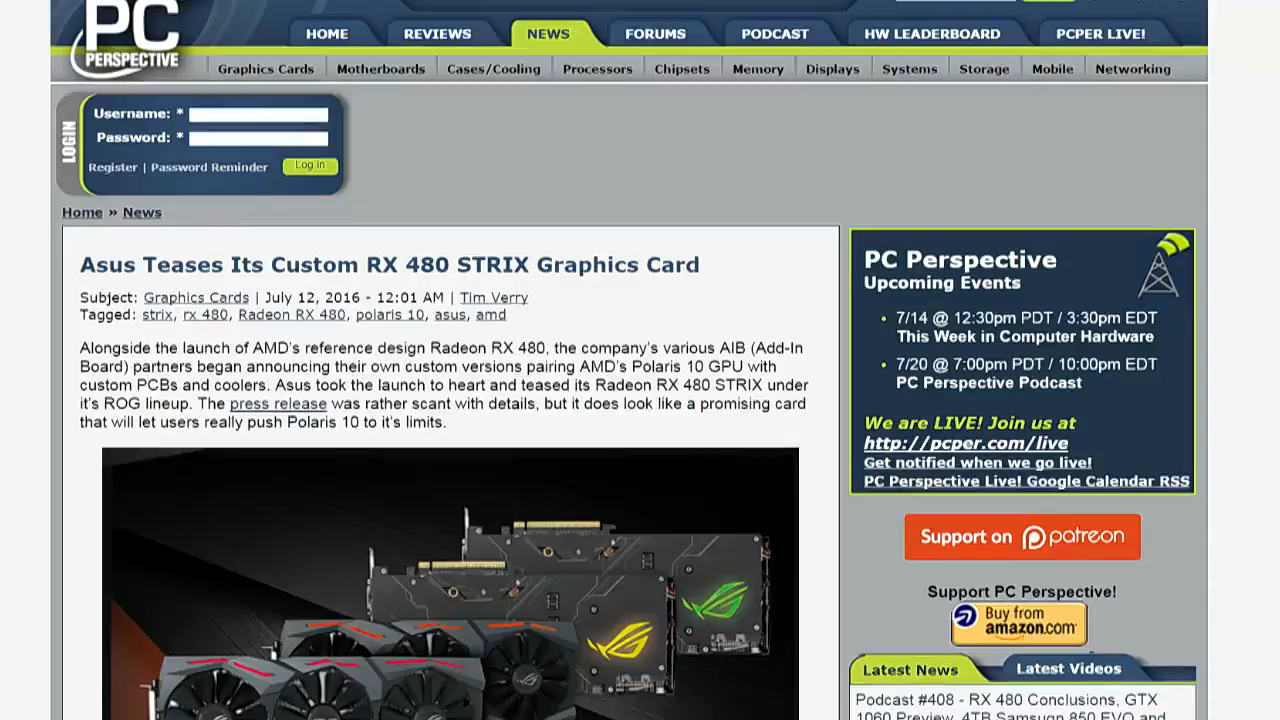 PC
PERSPECTIVE
HOME
REVIEWS
NEWS
FORUMS
PODCAST
HW LEADERBOARD
PCPER LIVE!
Graphics Cards
Motherboards
Cases/Cooling
Processors
Chipsets
Memory
Displays
Systems
Storage
Mobile
Networking
LOGIN
Username: *
Password: *
Register | Password Reminder
Log in
Home » News
Asus Teases Its Custom RX 480 STRIX Graphics Card
Subject: Graphics Cards | July 12, 2016 - 12:01 AM | Tim Verry
Tagged: strix, rx 480, Radeon RX 480, polaris 10, asus, amd
Alongside the launch of AMD's reference design Radeon RX 480, the company's various AIB (Add-In
Board) partners began announcing their own custom versions pairing AMD's Polaris 10 GPU with
custom PCBs and coolers. Asus took the launch to heart and teased its Radeon RX 480 STRIX under
it's ROG lineup. The press release was rather scant with details, but it does look like a promising card
that will let users really push Polaris 10 to it's limits.
PC Perspective
Upcoming Events
• 7/14 @ 12:30pm PDT / 3:30pm EDT
This Week in Computer Hardware
• 7/20 @ 7:00pm PDT / 10:00pm EDT
PC Perspective Podcast
We are LIVE! Join us at
http://pcper.com/live
Get notified when we go live!
PC Perspective Live! Google Calendar RSS
Support on patreon
Support PC Perspective!
Buy from
amazon.com
Latest News
Latest Videos
Podcast #408 - RX 480 Conclusions, GTX
1060 Preview, 4TB Samsugn 850 EVO and